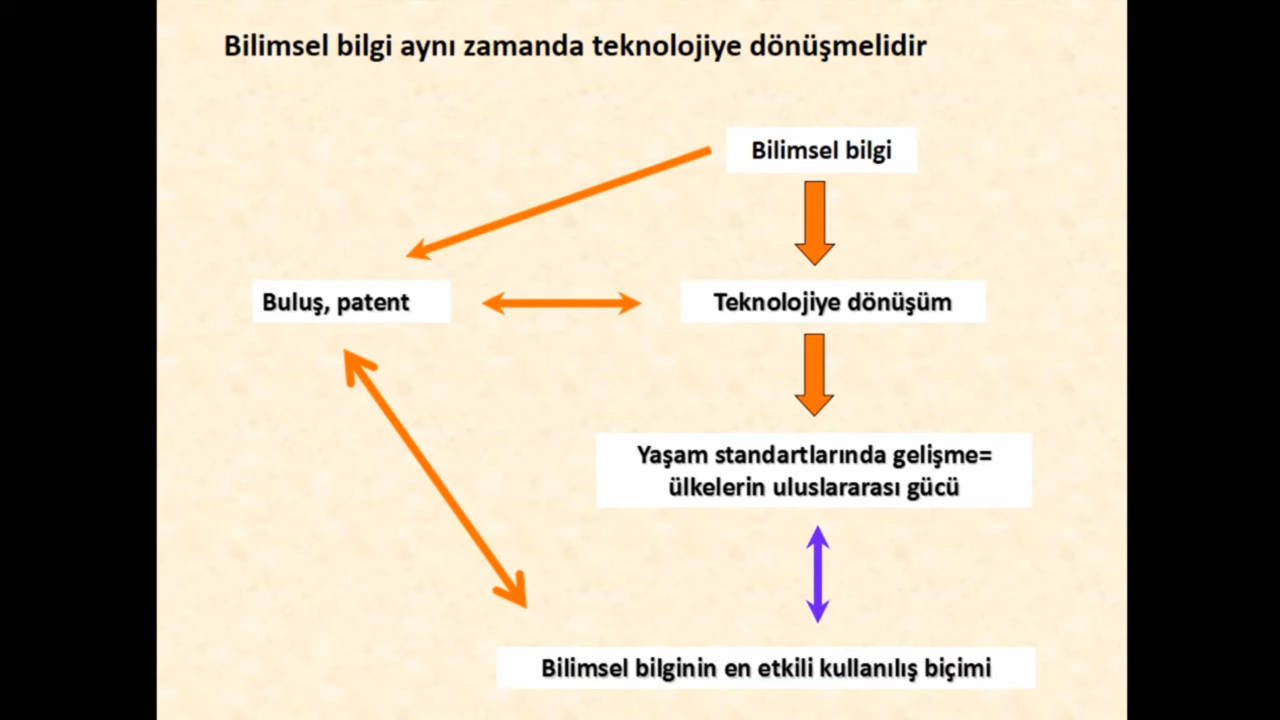 Bilimsel bilgi aynı zamanda teknolojiye dönüşmelidir
Bilimsel bilgi
Buluş, patent
Teknolojiye dönüşüm
Yaşam standartlarında gelişme=
ülkelerin uluslararası gücü
Bilimsel bilginin en etkili kullanılış biçimi